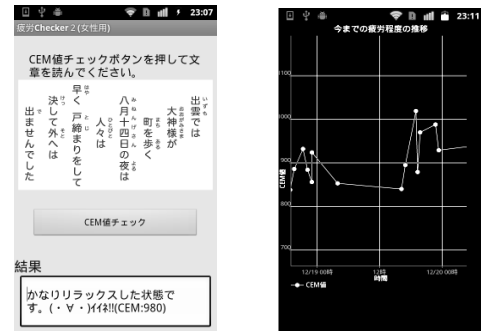 23:07
疲労Checker 2 (女性用)
CEM値チェックボタンを押して文
章を読んでください。
出雲では
大神様が
町を歩く
八月十四日の夜は
人々は
早く 戸締まりをして
決して外へは
出ませんでした
CEM値チェック
結果
かなりリラックスした状態で
す。(・∀・)イイネ!!(CEM:980)
23:11
今までの疲労程度の推移
1100
1000
900
800
700
CEM値
12/19 00時
12時
12/20 00時
時間
CEM値